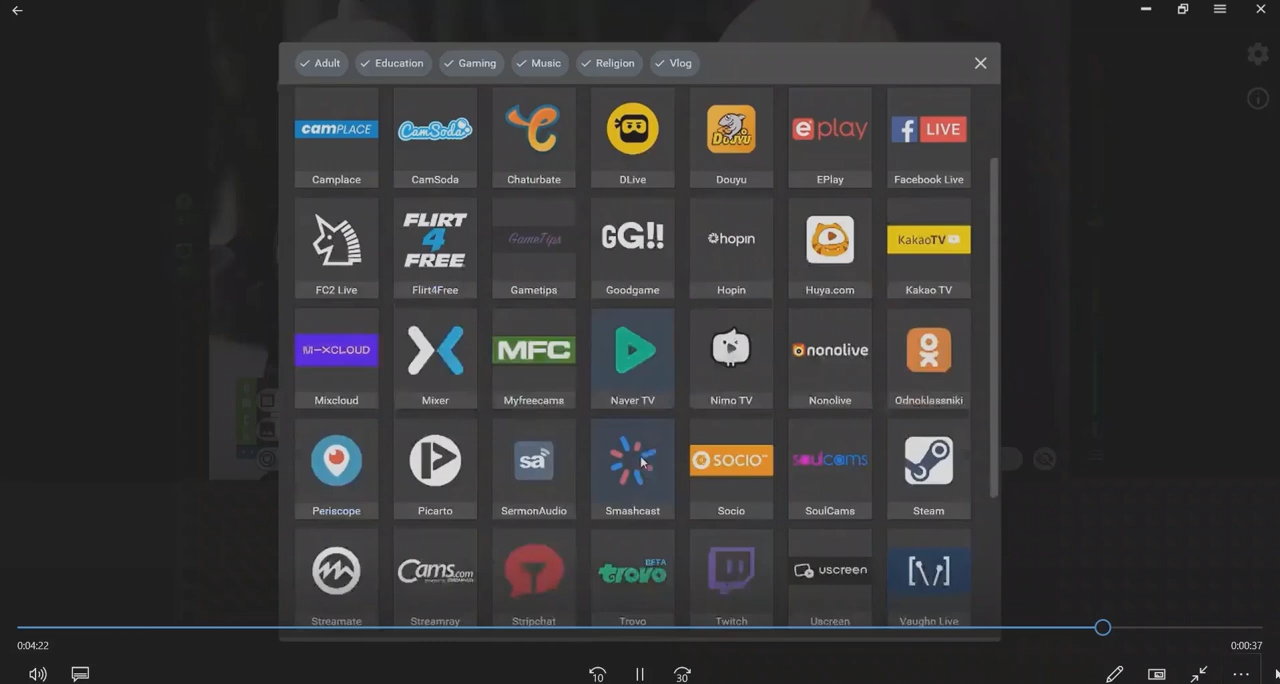 Adult Education Gaming Music Religion Vlog
CAMPLACE CamSoda DOUYU eplay f LIVE
Camplace CamSoda Chaturbate DLive Douyu EPlay Facebook Live
FLIRT
4
FREE
GameTips GG!! hopin KakaoTV
FC2 Live Flirt4Free Gametips Goodgame Hopin Huya.com Kakao TV
M-XCLOUD MFC nonolive
Mixcloud Mixer Myfreecams Naver TV Nimo TV Nonolive Odnoklassniki
sa SOCIO™ soulcams
Periscope Picarto SermonAudio Smashcast Socio SoulCams Steam
Cams.com trovo BETA uscreen [\/]
Streamate Streamray Stripchat Trovo Twitch Uscreen Vaughn Live
0:04:22 0:00:37
10 30